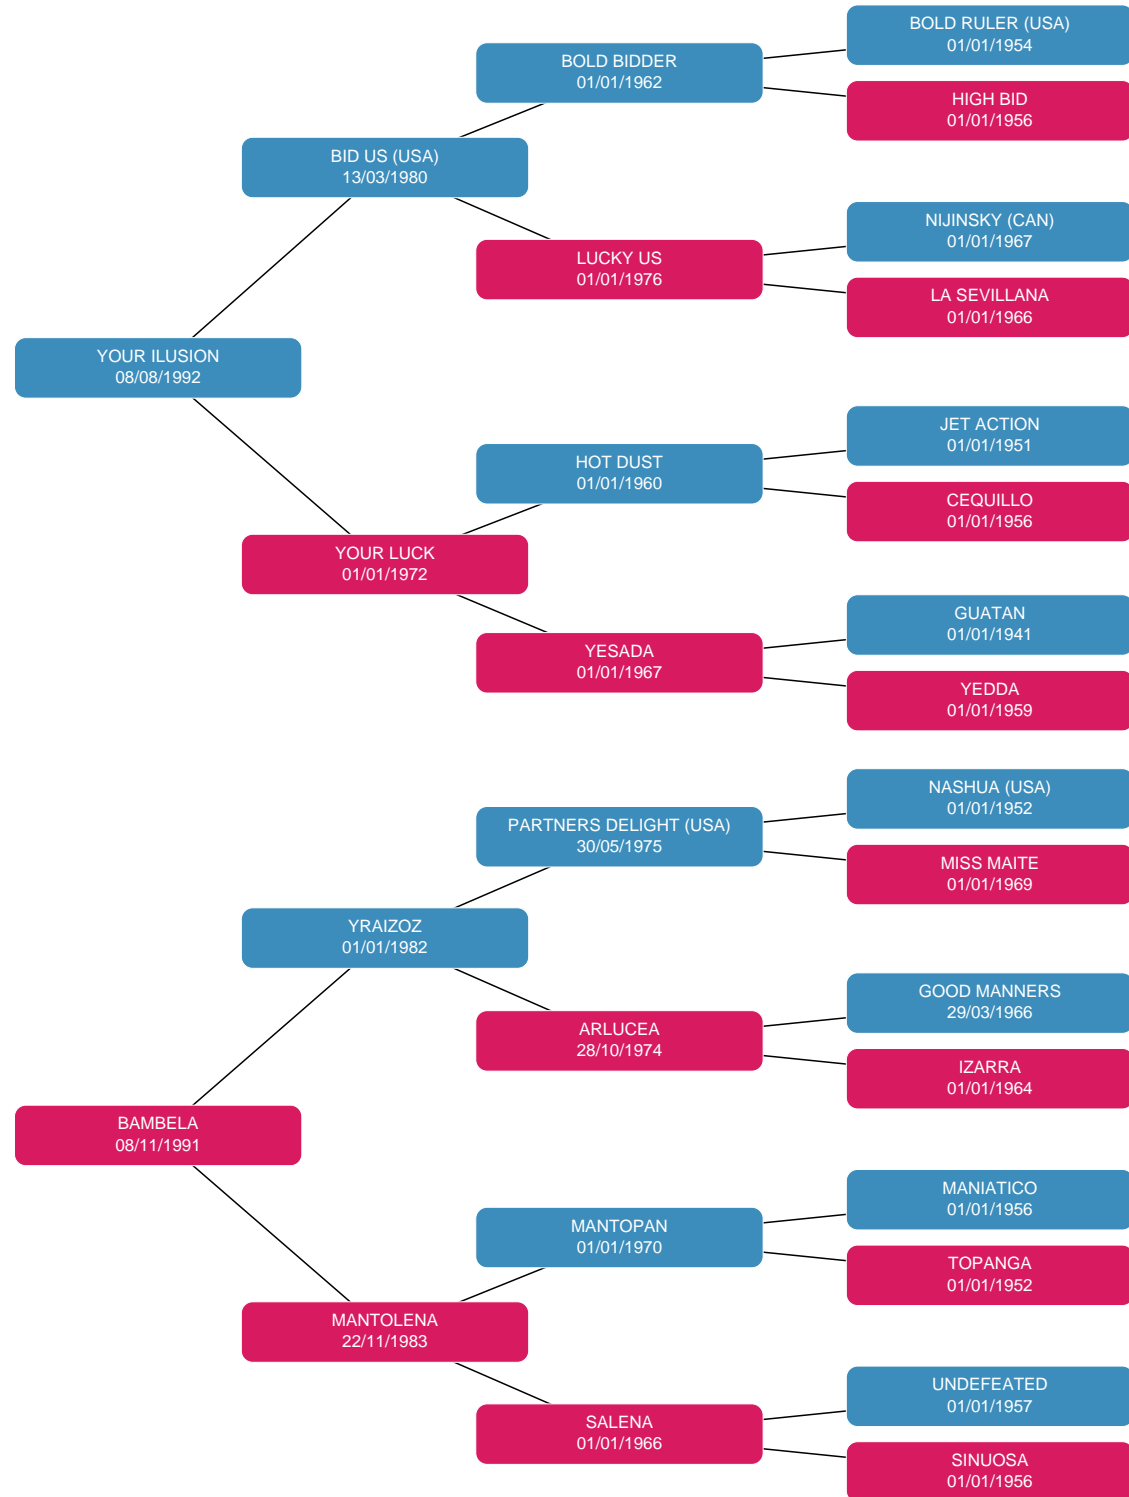 BOLD RULER (USA)
01/01/1954
BOLD BIDDER
01/01/1962
HIGH BID
01/01/1956
BID US (USA)
13/03/1980
NIJINSKY (CAN)
01/01/1967
LUCKY US
01/01/1976
LA SEVILLANA
01/01/1966
YOUR ILUSION
08/08/1992
JET ACTION
01/01/1951
HOT DUST
01/01/1960
CEQUILLO
01/01/1956
YOUR LUCK
01/01/1972
GUATAN
01/01/1941
YESADA
01/01/1967
YEDDA
01/01/1959
NASHUA (USA)
01/01/1952
PARTNERS DELIGHT (USA)
30/05/1975
MISS MAITE
01/01/1969
YRAIZOZ
01/01/1982
GOOD MANNERS
29/03/1966
ARLUCEA
28/10/1974
IZARRA
01/01/1964
BAMBELA
08/11/1991
MANIATICO
01/01/1956
MANTOPAN
01/01/1970
TOPANGA
01/01/1952
MANTOLENA
22/11/1983
UNDEFEATED
01/01/1957
SALENA
01/01/1966
SINUOSA
01/01/1956